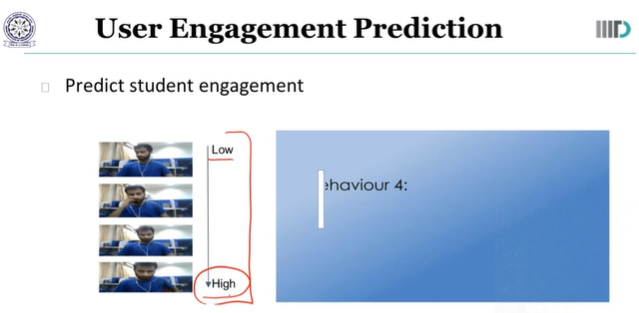 User Engagement Prediction
Predict student engagement
Low
High
ehaviour 4: